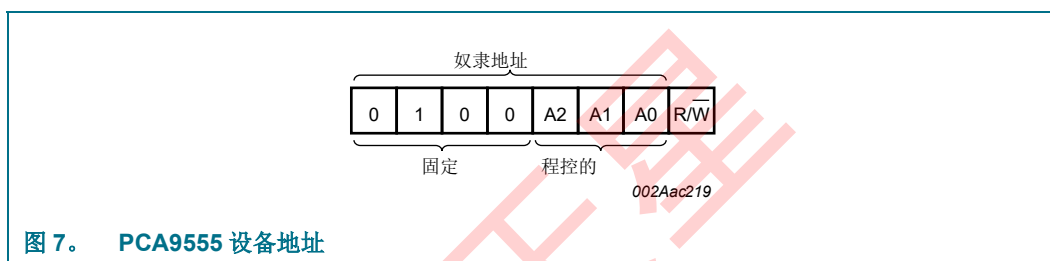 奴隶地址
0 1 0 0 A2 A1 A0 R/W̅
固定 程控的
002Aac219
图 7。 PCA9555 设备地址